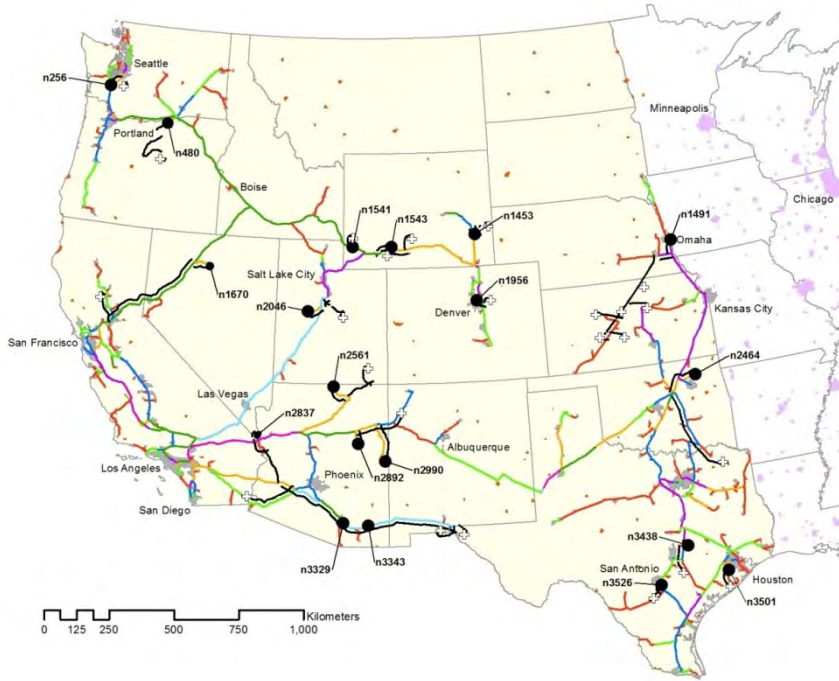 Seattle
n256
Minneapolis
Portland
n480
Chicago
Boise
n1541
n1543
n1453
n1491
Omaha
Salt Lake City
n1670
n1956
n2046
Denver
Kansas City
San Francisco
n2561
n2464
Las Vegas
n2837
Albuquerque
Los Angeles
Phoenix
n2990
n2892
San Diego
n3438
n3329
n3343
San Antonio
Houston
n3526
n3501
Kilometers
0 125 250 500 750 1,000